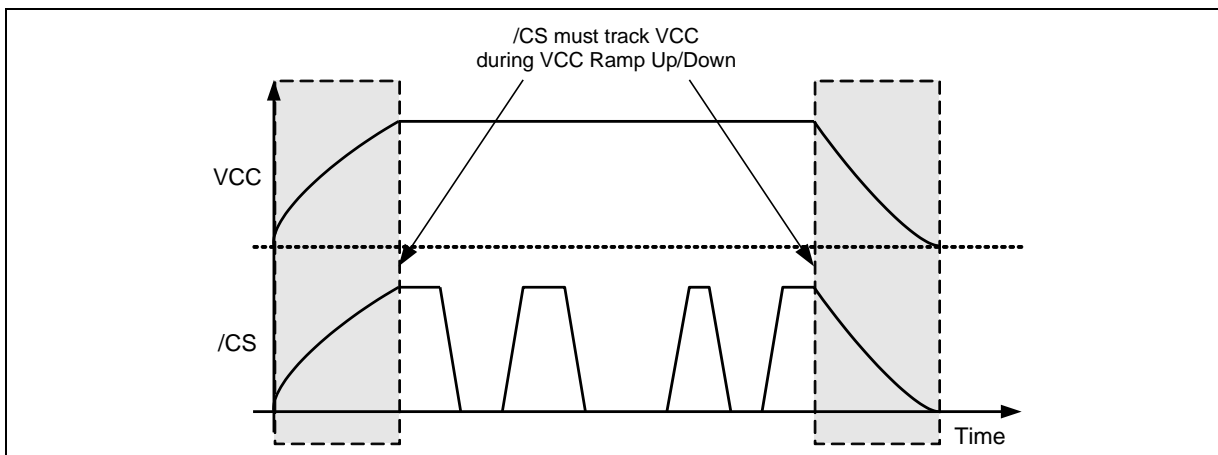 /CS must track VCC
during VCC Ramp Up/Down
VCC
/CS
Time